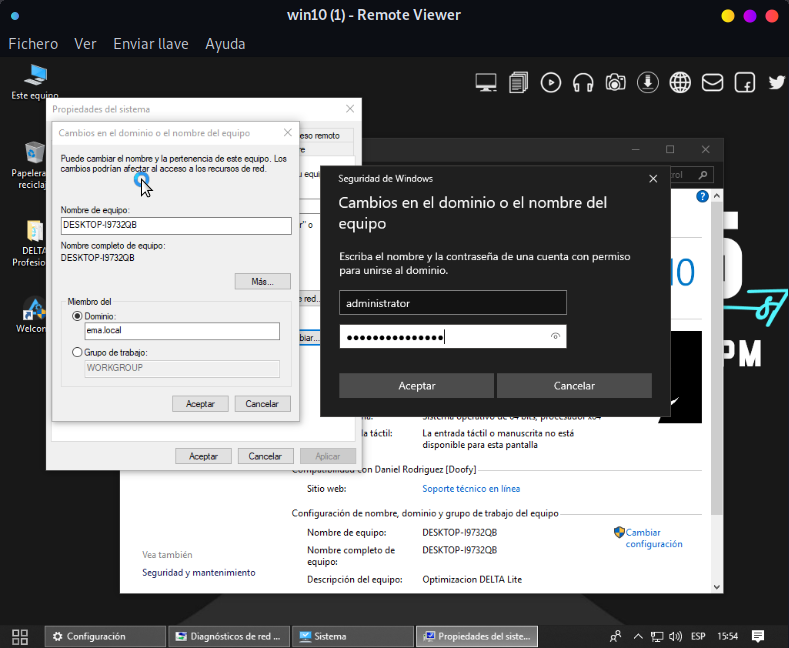 win10 (1) - Remote Viewer
Fichero Ver Enviar llave Ayuda
Este equipo
Papelera
recicla
DELTA
Profesio
Welcom
Propiedades del sistema
eso remoto
Cambios en el dominio o el nombre del equipo
Puede cambiar el nombre y la pertenencia de este equipo. Los
cambios podrían afectar al acceso a los recursos de red.
Nombre de equipo:
DESKTOP-I9732QB
Nombre completo de equipo:
DESKTOP-I9732QB
Más...
Miembro del
Dominio:
ema.local
Grupo de trabajo:
WORKGROUP
Aceptar Cancelar
Aceptar Cancelar Aplicar
e red..
biar...
Seguridad de Windows
Cambios en el dominio o el nombre del
equipo
Escriba el nombre y la contraseña de una cuenta con permiso
para unirse al dominio.
administrator
•••••••••••••••
Aceptar Cancelar
rol
10
PM
Sistema operativo de 64 bits, procesador x64
a táctil: La entrada táctil o manuscrita no está
disponible para esta pantalla
Compatibilidad con Daniel Rodriguez [Doofy]
Sitio web: Soporte técnico en línea
Configuración de nombre, dominio y grupo de trabajo del equipo
Nombre de equipo: DESKTOP-I9732QB
Cambiar
configuración
Nombre completo de
equipo:
DESKTOP-I9732QB
Descripción del equipo: Optimizacion DELTA Lite
Vea también
Seguridad y mantenimiento
Configuración Diagnósticos de red ... Sistema Propiedades del siste... ESP 15:54